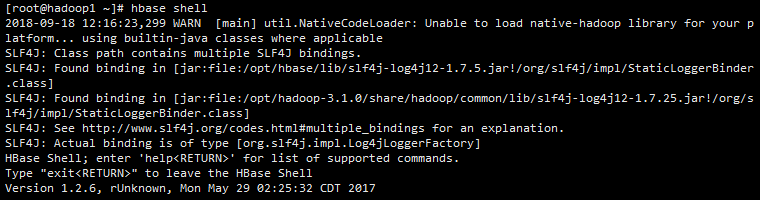 [root@hadoop1 ~]# hbase shell
2018-09-18 12:16:23,299 WARN  [main] util.NativeCodeLoader: Unable to load native-hadoop library for your p
latform... using builtin-java classes where applicable
SLF4J: Class path contains multiple SLF4J bindings.
SLF4J: Found binding in [jar:file:/opt/hbase/lib/slf4j-log4j12-1.7.5.jar!/org/slf4j/impl/StaticLoggerBinder
.class]
SLF4J: Found binding in [jar:file:/opt/hadoop-3.1.0/share/hadoop/common/lib/slf4j-log4j12-1.7.25.jar!/org/s
lf4j/impl/StaticLoggerBinder.class]
SLF4J: See http://www.slf4j.org/codes.html#multiple_bindings for an explanation.
SLF4J: Actual binding is of type [org.slf4j.impl.Log4jLoggerFactory]
HBase Shell; enter 'help<RETURN>' for list of supported commands.
Type "exit<RETURN>" to leave the HBase Shell
Version 1.2.6, rUnknown, Mon May 29 02:25:32 CDT 2017